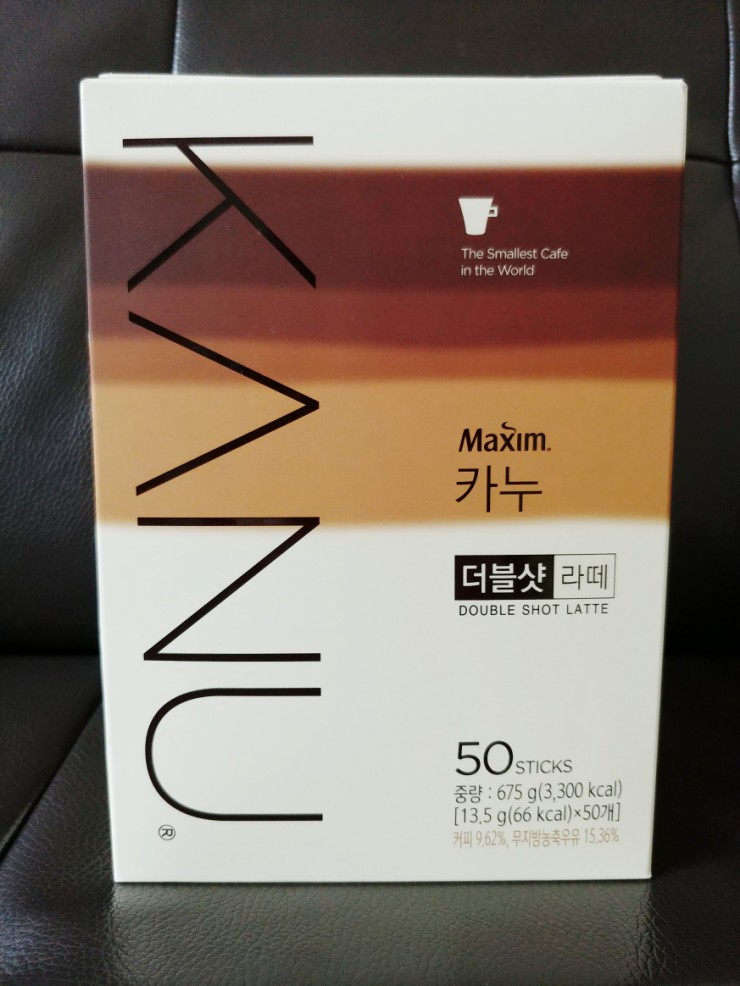 KANU®
The Smallest Cafe
in the World
Maxim.
카누
더블샷 라떼
DOUBLE SHOT LATTE
50 STICKS
중량 : 675 g(3,300 kcal)
[13.5 g(66 kcal)×50개]
커피 9.62%, 무지방농축우유 15.36%